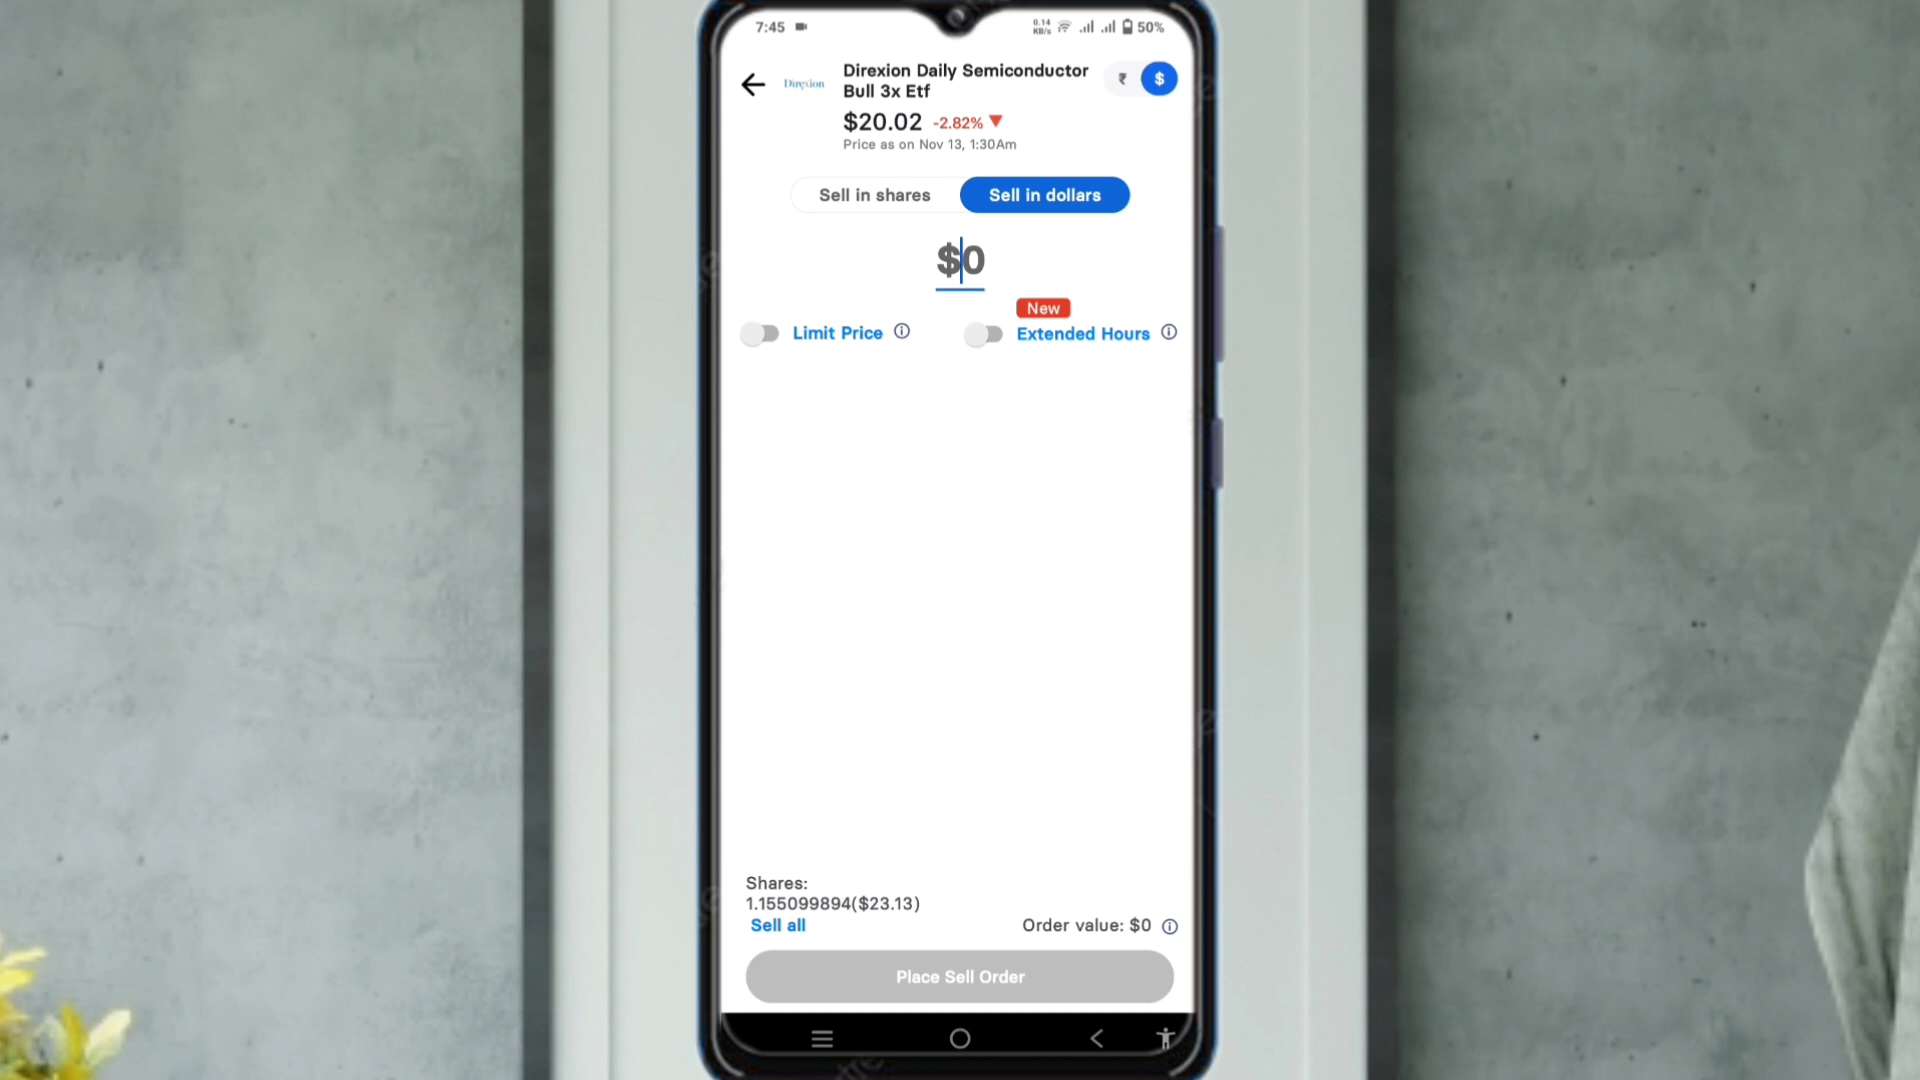 7:45
0.14
KB/s
50%
Direxion
Direxion Daily Semiconductor
Bull 3x Etf
₹
$
$20.02 -2.82%
Price as on Nov 13, 1:30Am
Sell in shares
Sell in dollars
$0
New
Limit Price
Extended Hours
Shares:
1.155099894($23.13)
Sell all
Order value: $0
Place Sell Order